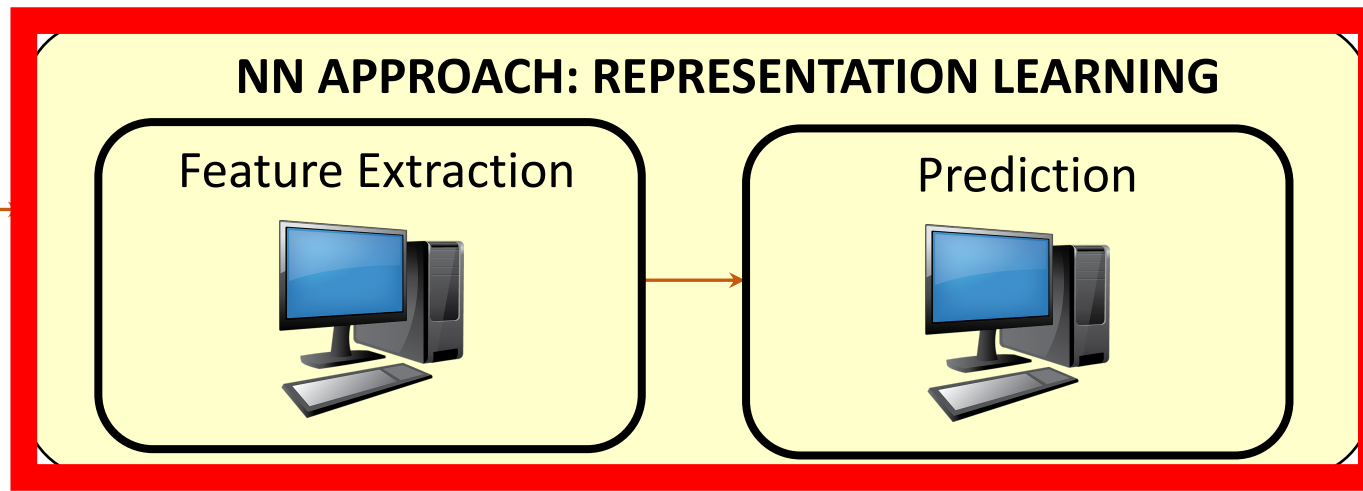 NN APPROACH: REPRESENTATION LEARNING
Feature Extraction
Prediction